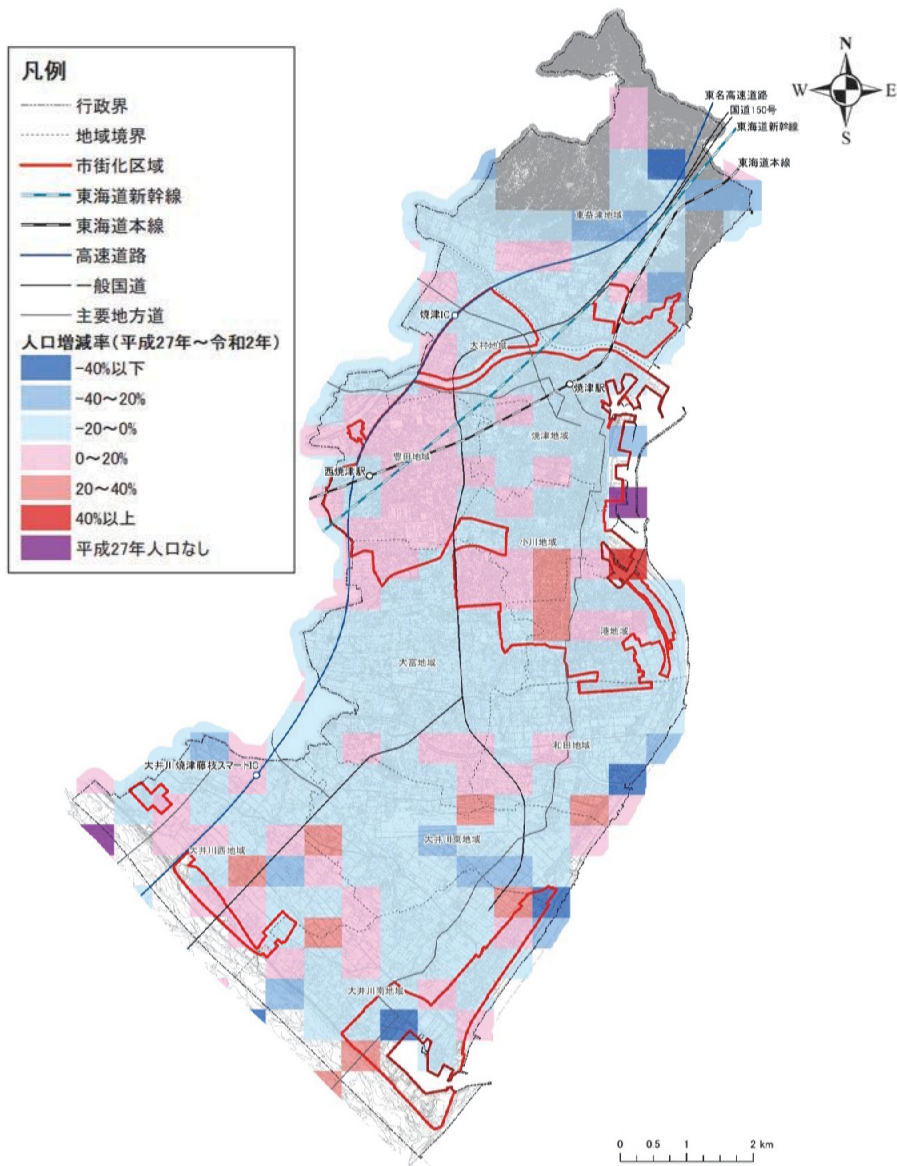 凡例
行政界
地域境界
市街化区域
東海道新幹線
東海道本線
高速道路
一般国道
主要地方道
人口増減率(平成27年~令和2年)
-40%以下
-40~20%
-20~0%
0~20%
20~40%
40%以上
平成27年人口なし
N
W
E
S
東名高速道路
国道150号
東海道新幹線
東海道本線
東益津地域
焼津IC
大村地域
焼津駅
焼津地域
豊田地域
西焼津駅
小川地域
港地域
大富地域
和田地域
大井川焼津藤枝スマートIC
大井川東地域
大井川西地域
大井川南地域
0 0.5 1 2 km